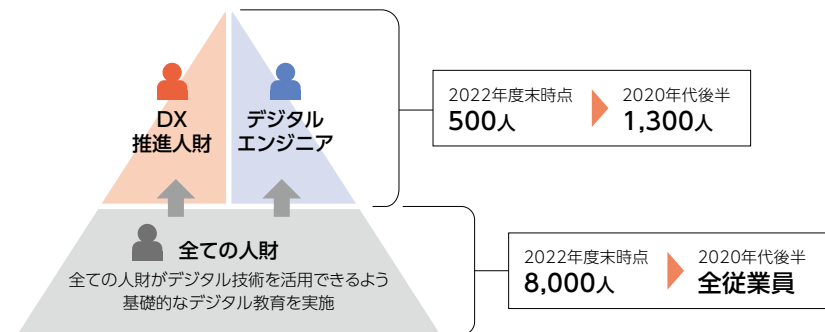 DX
推進人財
デジタル
エンジニア
2022年度末時点
500人
2020年代後半
1,300人
全ての人財
全ての人財がデジタル技術を活用できるよう
基礎的なデジタル教育を実施
2022年度末時点
8,000人
2020年代後半
全従業員